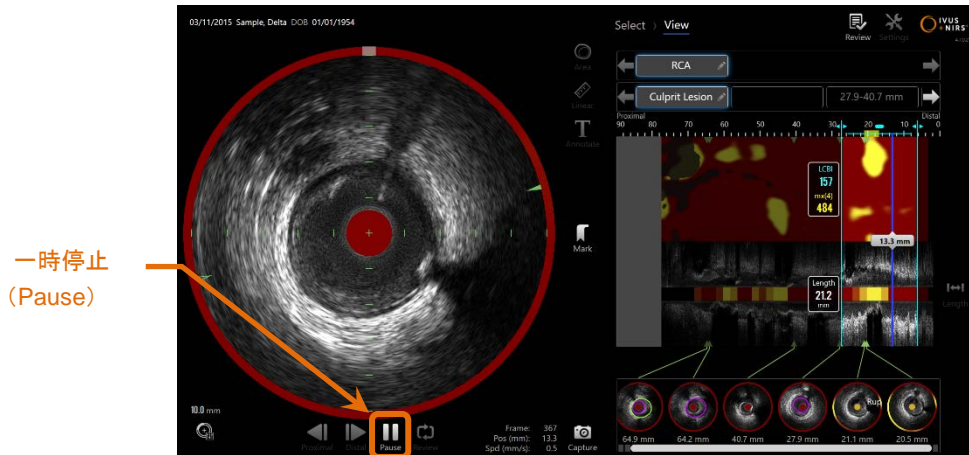 03/11/2015 Sample, Delta DOB 01/01/1954
Select > View
Review
Settings
IVUS
+NIRS
Area
Linear
Annotate
Mark
RCA
Culprit Lesion
27.9-40.7 mm
Proximal
Distal
90 80 70 60 50 40 30 20 10 0
LCBI
157
mx(4)
484
13.3 mm
Length
21.2
mm
Length
一時停止
（Pause）
10.0 mm
Proximal
Distal
Pause
Review
Frame: 367
Pos (mm): 13.3
Spd (mm/s): 0.5
Capture
Rup
64.9 mm
64.2 mm
40.7 mm
27.9 mm
21.1 mm
20.5 mm